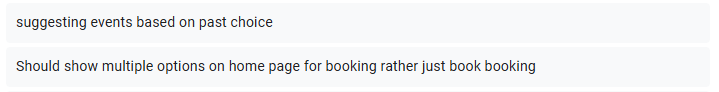 suggesting events based on past choice
Should show multiple options on home page for booking rather just book booking